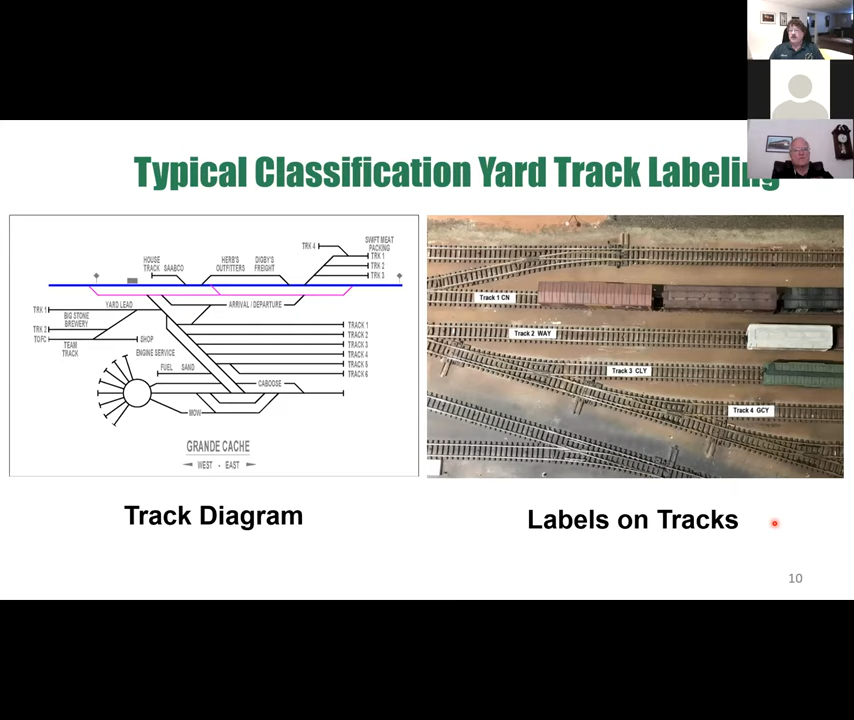 Typical Classification Yard Track Labeling
TRK 4
SWIFT MEAT
PACKING
TRK 1
TRK 2
TRK 3
HOUSE
TRACK
SAABCO
HERB'S
OUTFITTERS
DIGBY'S
FREIGHT
YARD LEAD
ARRIVAL / DEPARTURE
TRK 1
BIG STONE
BREWERY
TRK 2
TOFC
TEAM
TRACK
SHOP
ENGINE SERVICE
FUEL
SAND
TRACK 1
TRACK 2
TRACK 3
TRACK 4
TRACK 5
TRACK 6
CABOOSE
MOW
GRANDE CACHE
WEST - EAST
Track 1 CN
Track 2 WAY
Track 3 CLY
Track 4 GCY
Track Diagram
Labels on Tracks
10